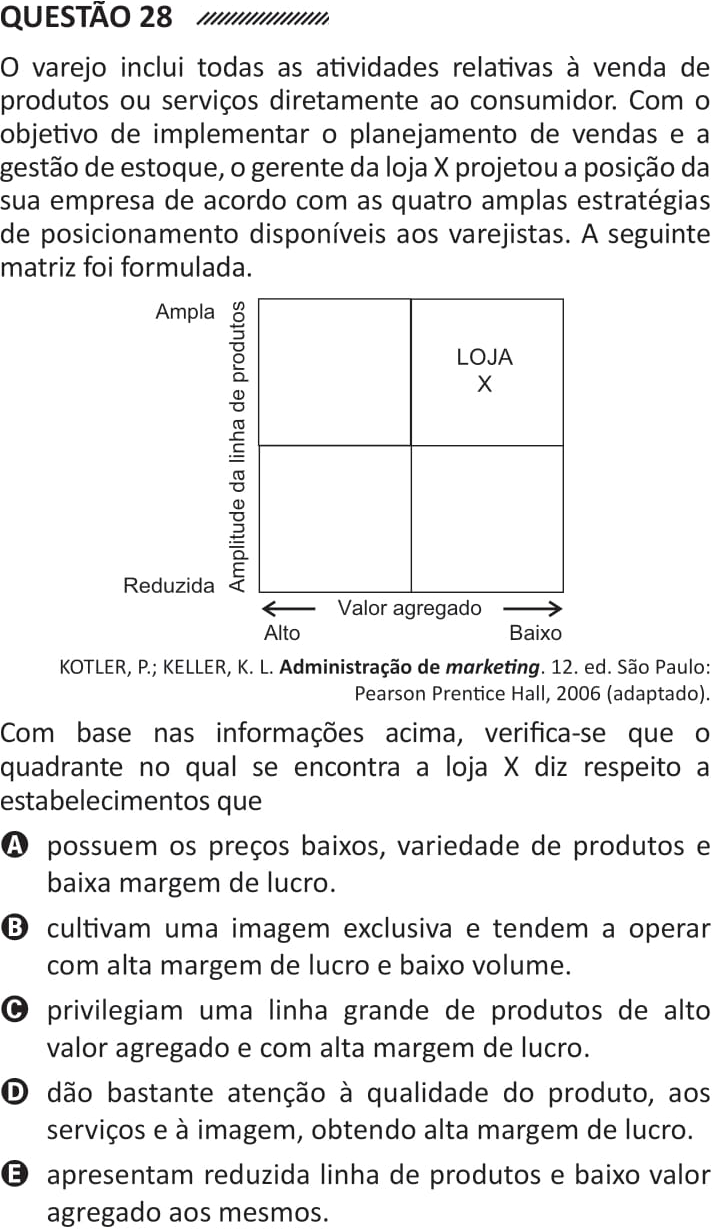 QUESTÃO 28
O varejo inclui todas as atividades relativas à venda de
produtos ou serviços diretamente ao consumidor. Com o
objetivo de implementar o planejamento de vendas e a
gestão de estoque, o gerente da loja X projetou a posição da
sua empresa de acordo com as quatro amplas estratégias
de posicionamento disponíveis aos varejistas. A seguinte
matriz foi formulada.
Ampla
Amplitude da linha de produtos
LOJA
X
Reduzida
Valor agregado
Alto
Baixo
KOTLER, P.; KELLER, K. L. Administração de marketing. 12. ed. São Paulo:
Pearson Prentice Hall, 2006 (adaptado).
Com base nas informações acima, verifica-se que o
quadrante no qual se encontra a loja X diz respeito a
estabelecimentos que
A possuem os preços baixos, variedade de produtos e
baixa margem de lucro.
B cultivam uma imagem exclusiva e tendem a operar
com alta margem de lucro e baixo volume.
C privilegiam uma linha grande de produtos de alto
valor agregado e com alta margem de lucro.
D dão bastante atenção à qualidade do produto, aos
serviços e à imagem, obtendo alta margem de lucro.
E apresentam reduzida linha de produtos e baixo valor
agregado aos mesmos.